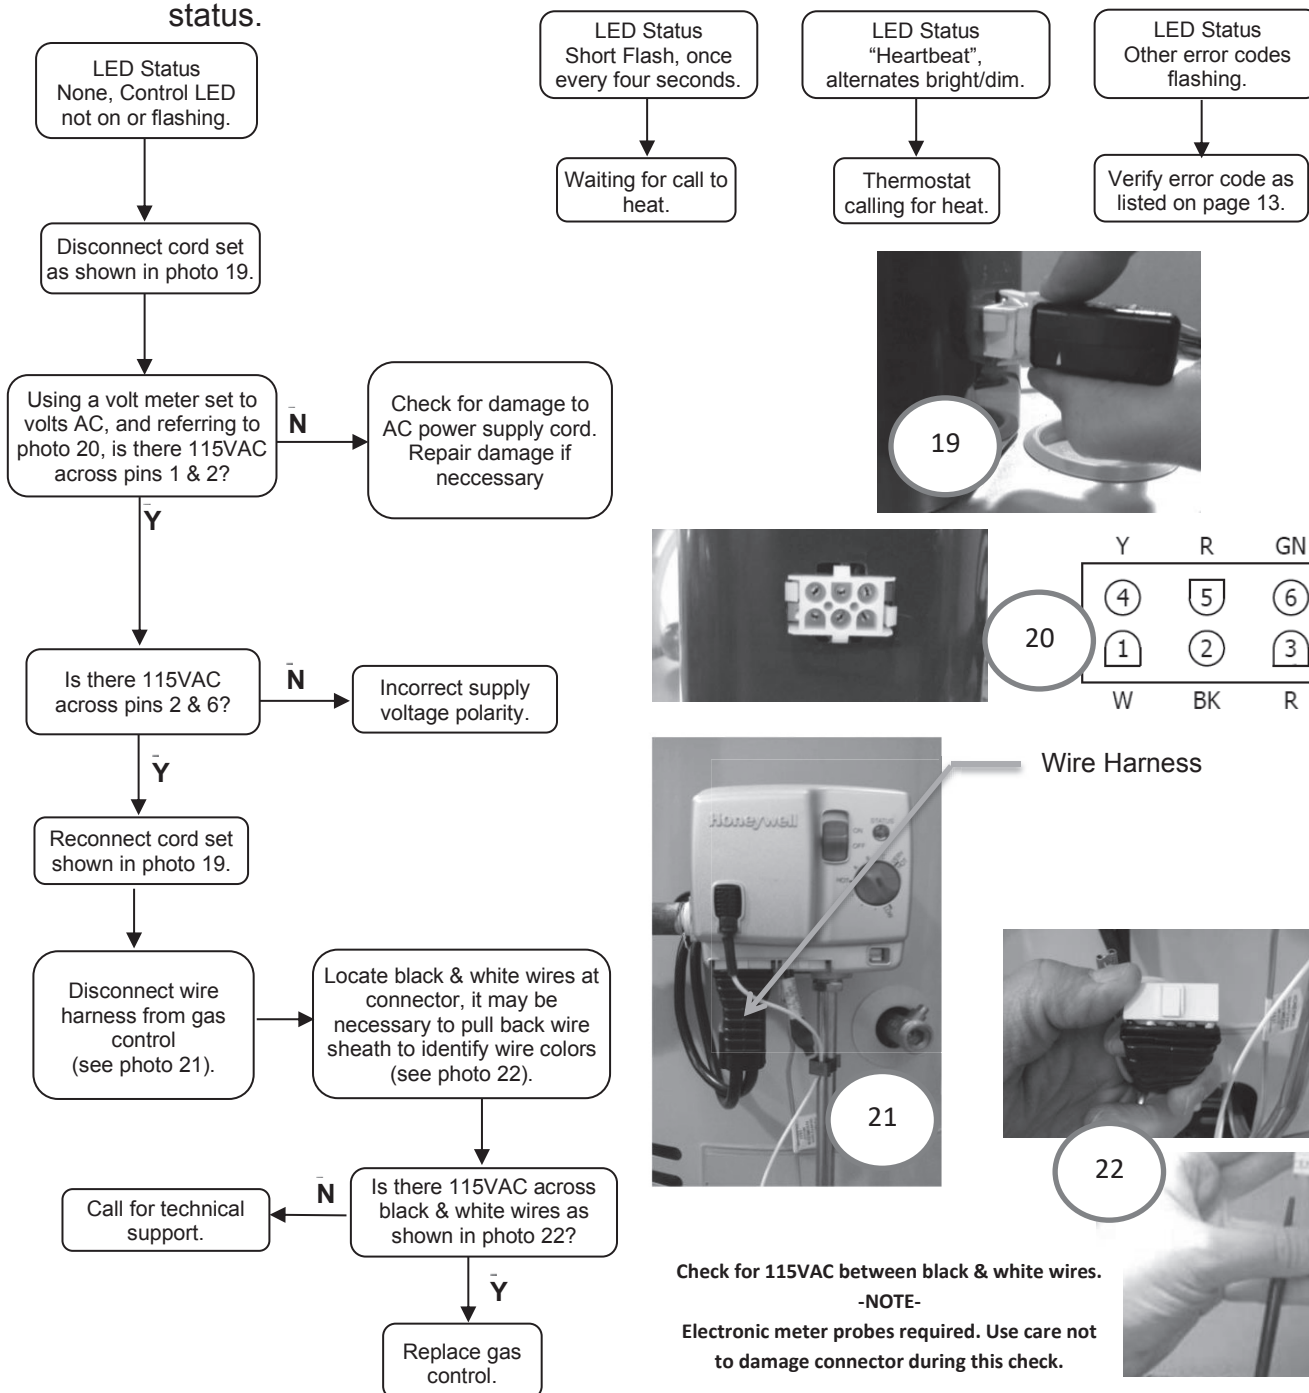 status.
LED Status
None, Control LED
not on or flashing.
LED Status
Short Flash, once
every four seconds.
LED Status
“Heartbeat”,
alternates bright/dim.
LED Status
Other error codes
flashing.
Waiting for call to
heat.
Thermostat
calling for heat.
Verify error code as
listed on page 13.
Disconnect cord set
as shown in photo 19.
Using a volt meter set to
volts AC, and referring to
photo 20, is there 115VAC
across pins 1 & 2?
N
Check for damage to
AC power supply cord.
Repair damage if
neccessary
Y
19
Y R GN
4 5 6
1 2 3
W BK R
20
Is there 115VAC
across pins 2 & 6?
N
Incorrect supply
voltage polarity.
Y
Reconnect cord set
shown in photo 19.
Wire Harness
Honeywell
STATUS
ON
OFF
21
Disconnect wire
harness from gas
control
(see photo 21).
Locate black & white wires at
connector, it may be
necessary to pull back wire
sheath to identify wire colors
(see photo 22).
22
Is there 115VAC across
black & white wires as
shown in photo 22?
N
Call for technical
support.
Y
Replace gas
control.
Check for 115VAC between black & white wires.
-NOTE-
Electronic meter probes required. Use care not
to damage connector during this check.